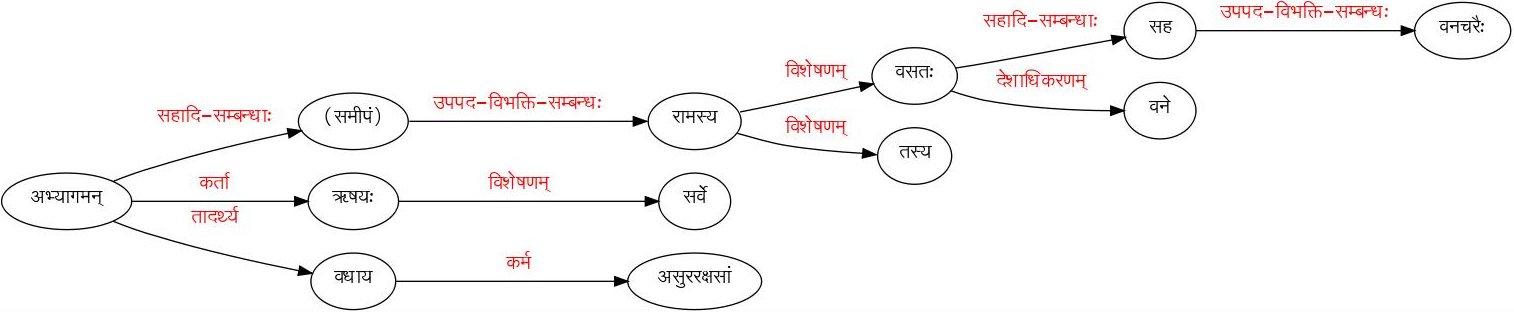 सहादि-सम्बन्धाः
सह
उपपद-विभक्ति-सम्बन्धः
वनचरैः
विशेषणम्
वसतः
देशाधिकरणम्
वने
सहादि-सम्बन्धाः
(समीपं)
उपपद-विभक्ति-सम्बन्धः
रामस्य
विशेषणम्
तस्य
अभ्यागमन्
कर्ता
ऋषयः
विशेषणम्
सर्वे
तादर्थ्य
वधाय
कर्म
असुररक्षसां